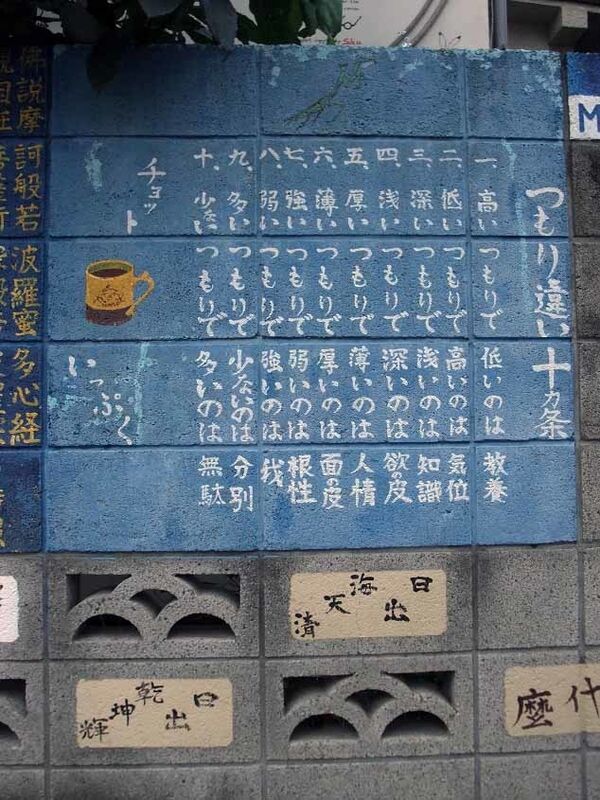 M
つもり違い十ヵ条
一、高いつもりで低いのは教養
二、低いつもりで高いのは氣位
三、深いつもりで浅いのは知識
四、浅いつもりで深いのは欲の皮
五、厚いつもりで薄いのは人情
六、薄いつもりで厚いのは面の皮
七、強いつもりで弱いのは根性
八、弱いつもりで強いのは我
九、多いつもりで少ないのは分別
十、少ないつもりで多いのは無駄
チョット
いっぷく
佛説摩訶般若波羅蜜多心経
日出海天清
日出乾坤輝
代麼